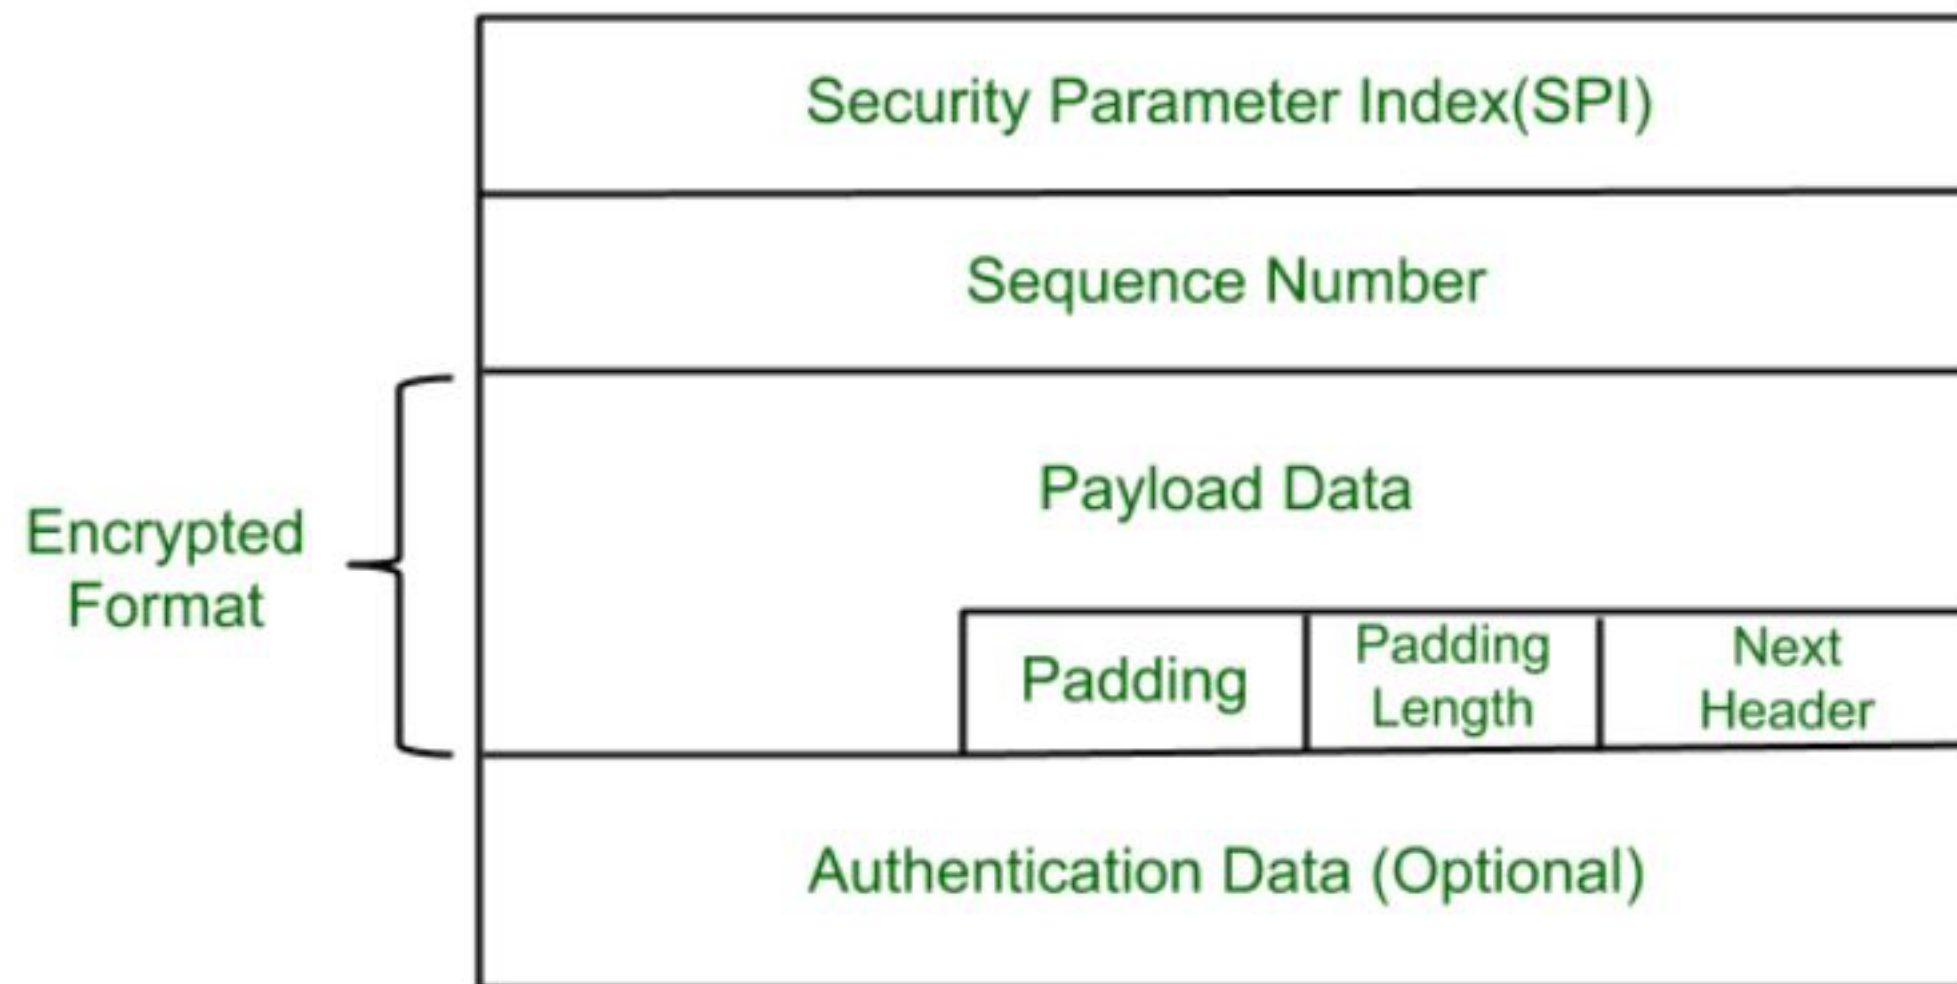 Security Parameter Index(SPI)
Sequence Number
Payload Data
Encrypted
Format
Padding
Padding
Length
Next
Header
Authentication Data (Optional)